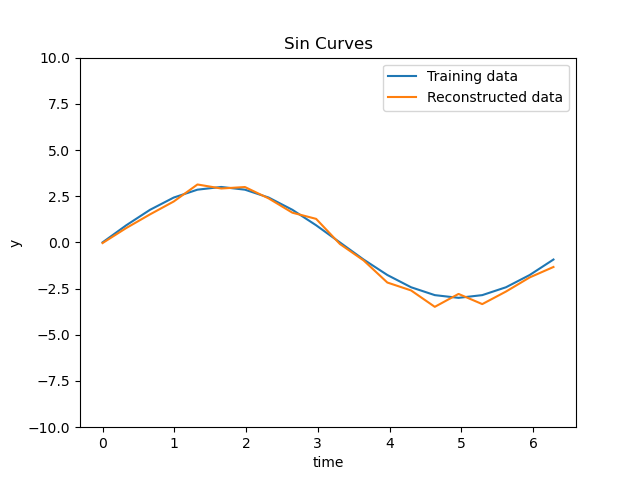 Sin Curves
Training data
Reconstructed data
10.0
7.5
5.0
2.5
0.0
−2.5
−5.0
−7.5
−10.0
y
0 1 2 3 4 5 6
time